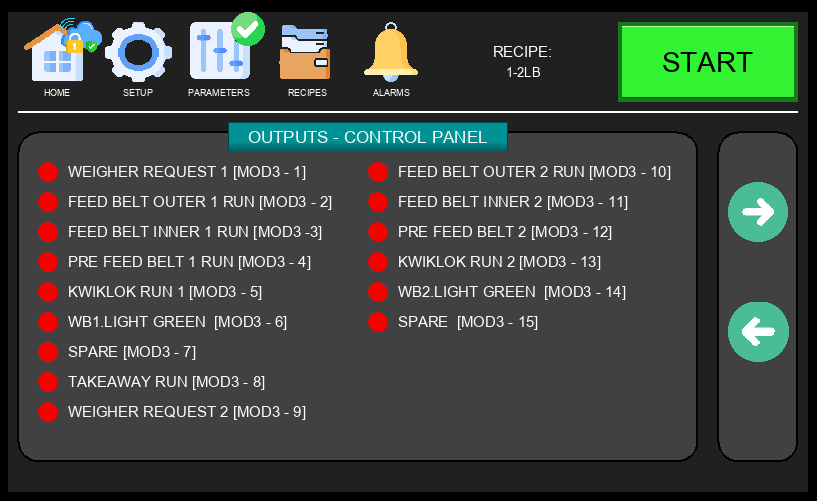 HOME
SETUP
PARAMETERS
RECIPES
ALARMS
RECIPE:
1-2LB
START
OUTPUTS - CONTROL PANEL
WEIGHER REQUEST 1 [MOD3 - 1]
FEED BELT OUTER 1 RUN [MOD3 - 2]
FEED BELT INNER 1 RUN [MOD3 -3]
PRE FEED BELT 1 RUN [MOD3 - 4]
KWIKLOK RUN 1 [MOD3 - 5]
WB1.LIGHT GREEN  [MOD3 - 6]
SPARE [MOD3 - 7]
TAKEAWAY RUN [MOD3 - 8]
WEIGHER REQUEST 2 [MOD3 - 9]
FEED BELT OUTER 2 RUN [MOD3 - 10]
FEED BELT INNER 2 [MOD3 - 11]
PRE FEED BELT 2 [MOD3 - 12]
KWIKLOK RUN 2 [MOD3 - 13]
WB2.LIGHT GREEN  [MOD3 - 14]
SPARE  [MOD3 - 15]